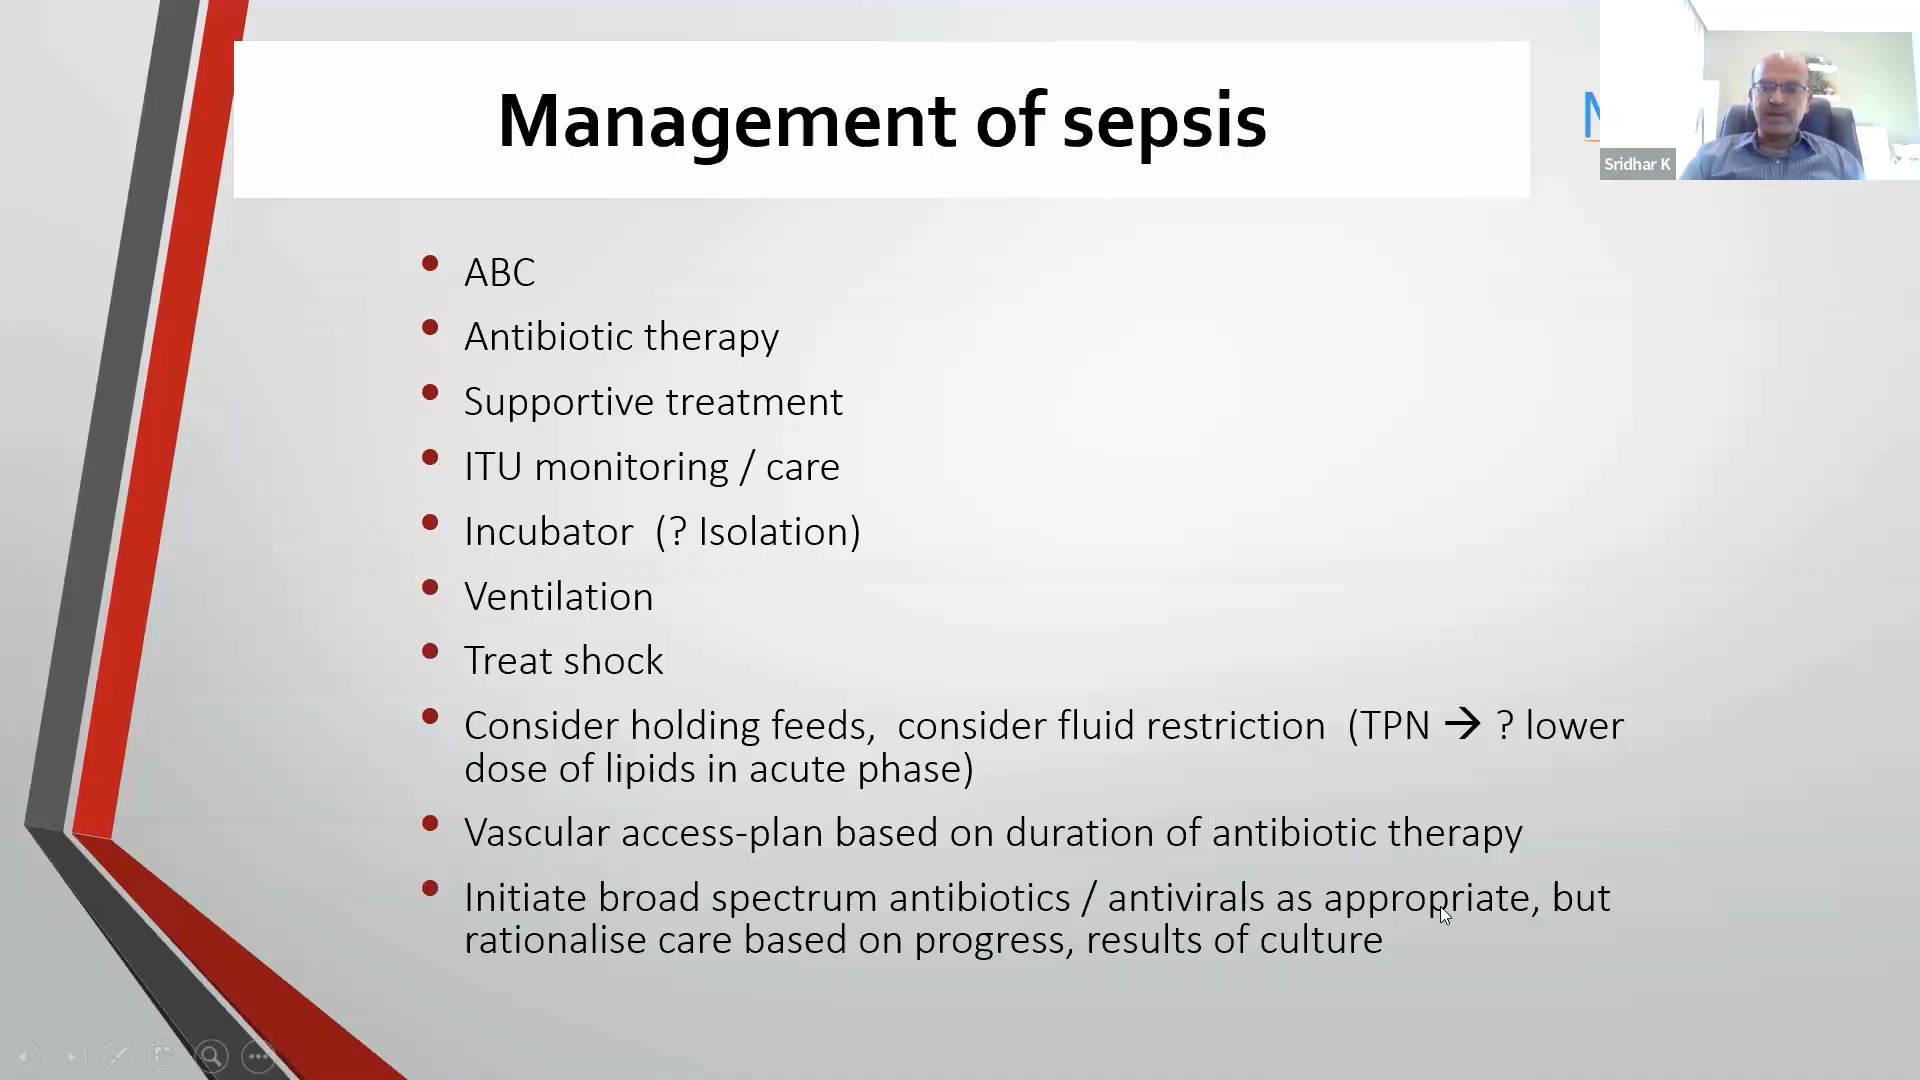 Management of sepsis
N
Sridhar K
ABC
Antibiotic therapy
Supportive treatment
ITU monitoring / care
Incubator (? Isolation)
Ventilation
Treat shock
Consider holding feeds, consider fluid restriction (TPN → ? lower
dose of lipids in acute phase)
Vascular access-plan based on duration of antibiotic therapy
Initiate broad spectrum antibiotics / antivirals as appropriate, but
rationalise care based on progress, results of culture